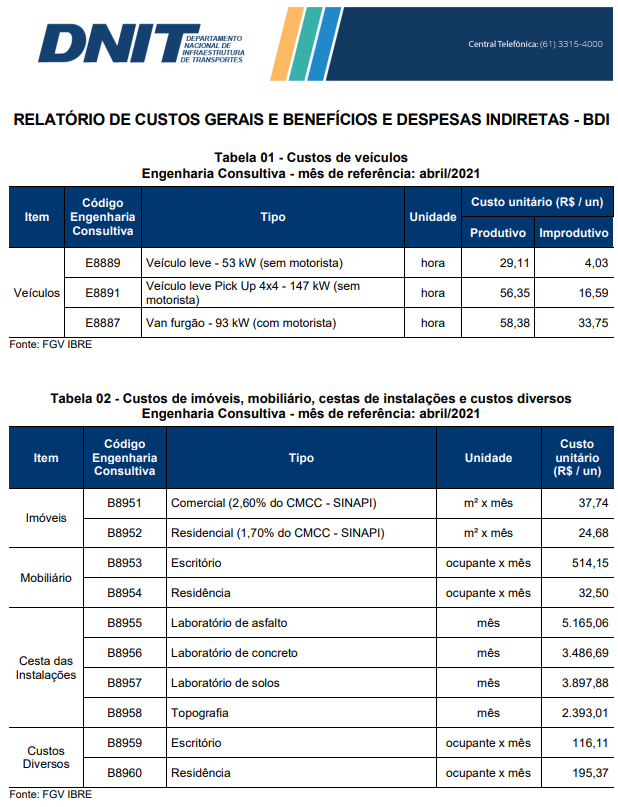 DNIT
DEPARTAMENTO
NACIONAL DE
INFRAESTRUTURA
DE TRANSPORTES
Central Telefônica: (61) 3315-4000
RELATÓRIO DE CUSTOS GERAIS E BENEFÍCIOS E DESPESAS INDIRETAS - BDI
Tabela 01 - Custos de veículos
Engenharia Consultiva - mês de referência: abril/2021
Item Código Engenharia Consultiva Tipo Unidade Custo unitário (R$ / un)
Produtivo Improdutivo
Veículos
E8889 Veículo leve - 53 kW (sem motorista) hora 29,11 4,03
E8891 Veículo leve Pick Up 4x4 - 147 kW (sem motorista) hora 56,35 16,59
E8887 Van furgão - 93 kW (com motorista) hora 58,38 33,75
Fonte: FGV IBRE
Tabela 02 - Custos de imóveis, mobiliário, cestas de instalações e custos diversos
Engenharia Consultiva - mês de referência: abril/2021
Item Código Engenharia Consultiva Tipo Unidade Custo unitário (R$ / un)
Imóveis
B8951 Comercial (2,60% do CMCC - SINAPI) m² x mês 37,74
B8952 Residencial (1,70% do CMCC - SINAPI) m² x mês 24,68
Mobiliário
B8953 Escritório ocupante x mês 514,15
B8954 Residência ocupante x mês 32,50
Cesta das Instalações
B8955 Laboratório de asfalto mês 5.165,06
B8956 Laboratório de concreto mês 3.486,69
B8957 Laboratório de solos mês 3.897,88
B8958 Topografia mês 2.393,01
Custos Diversos
B8959 Escritório ocupante x mês 116,11
B8960 Residência ocupante x mês 195,37
Fonte: FGV IBRE